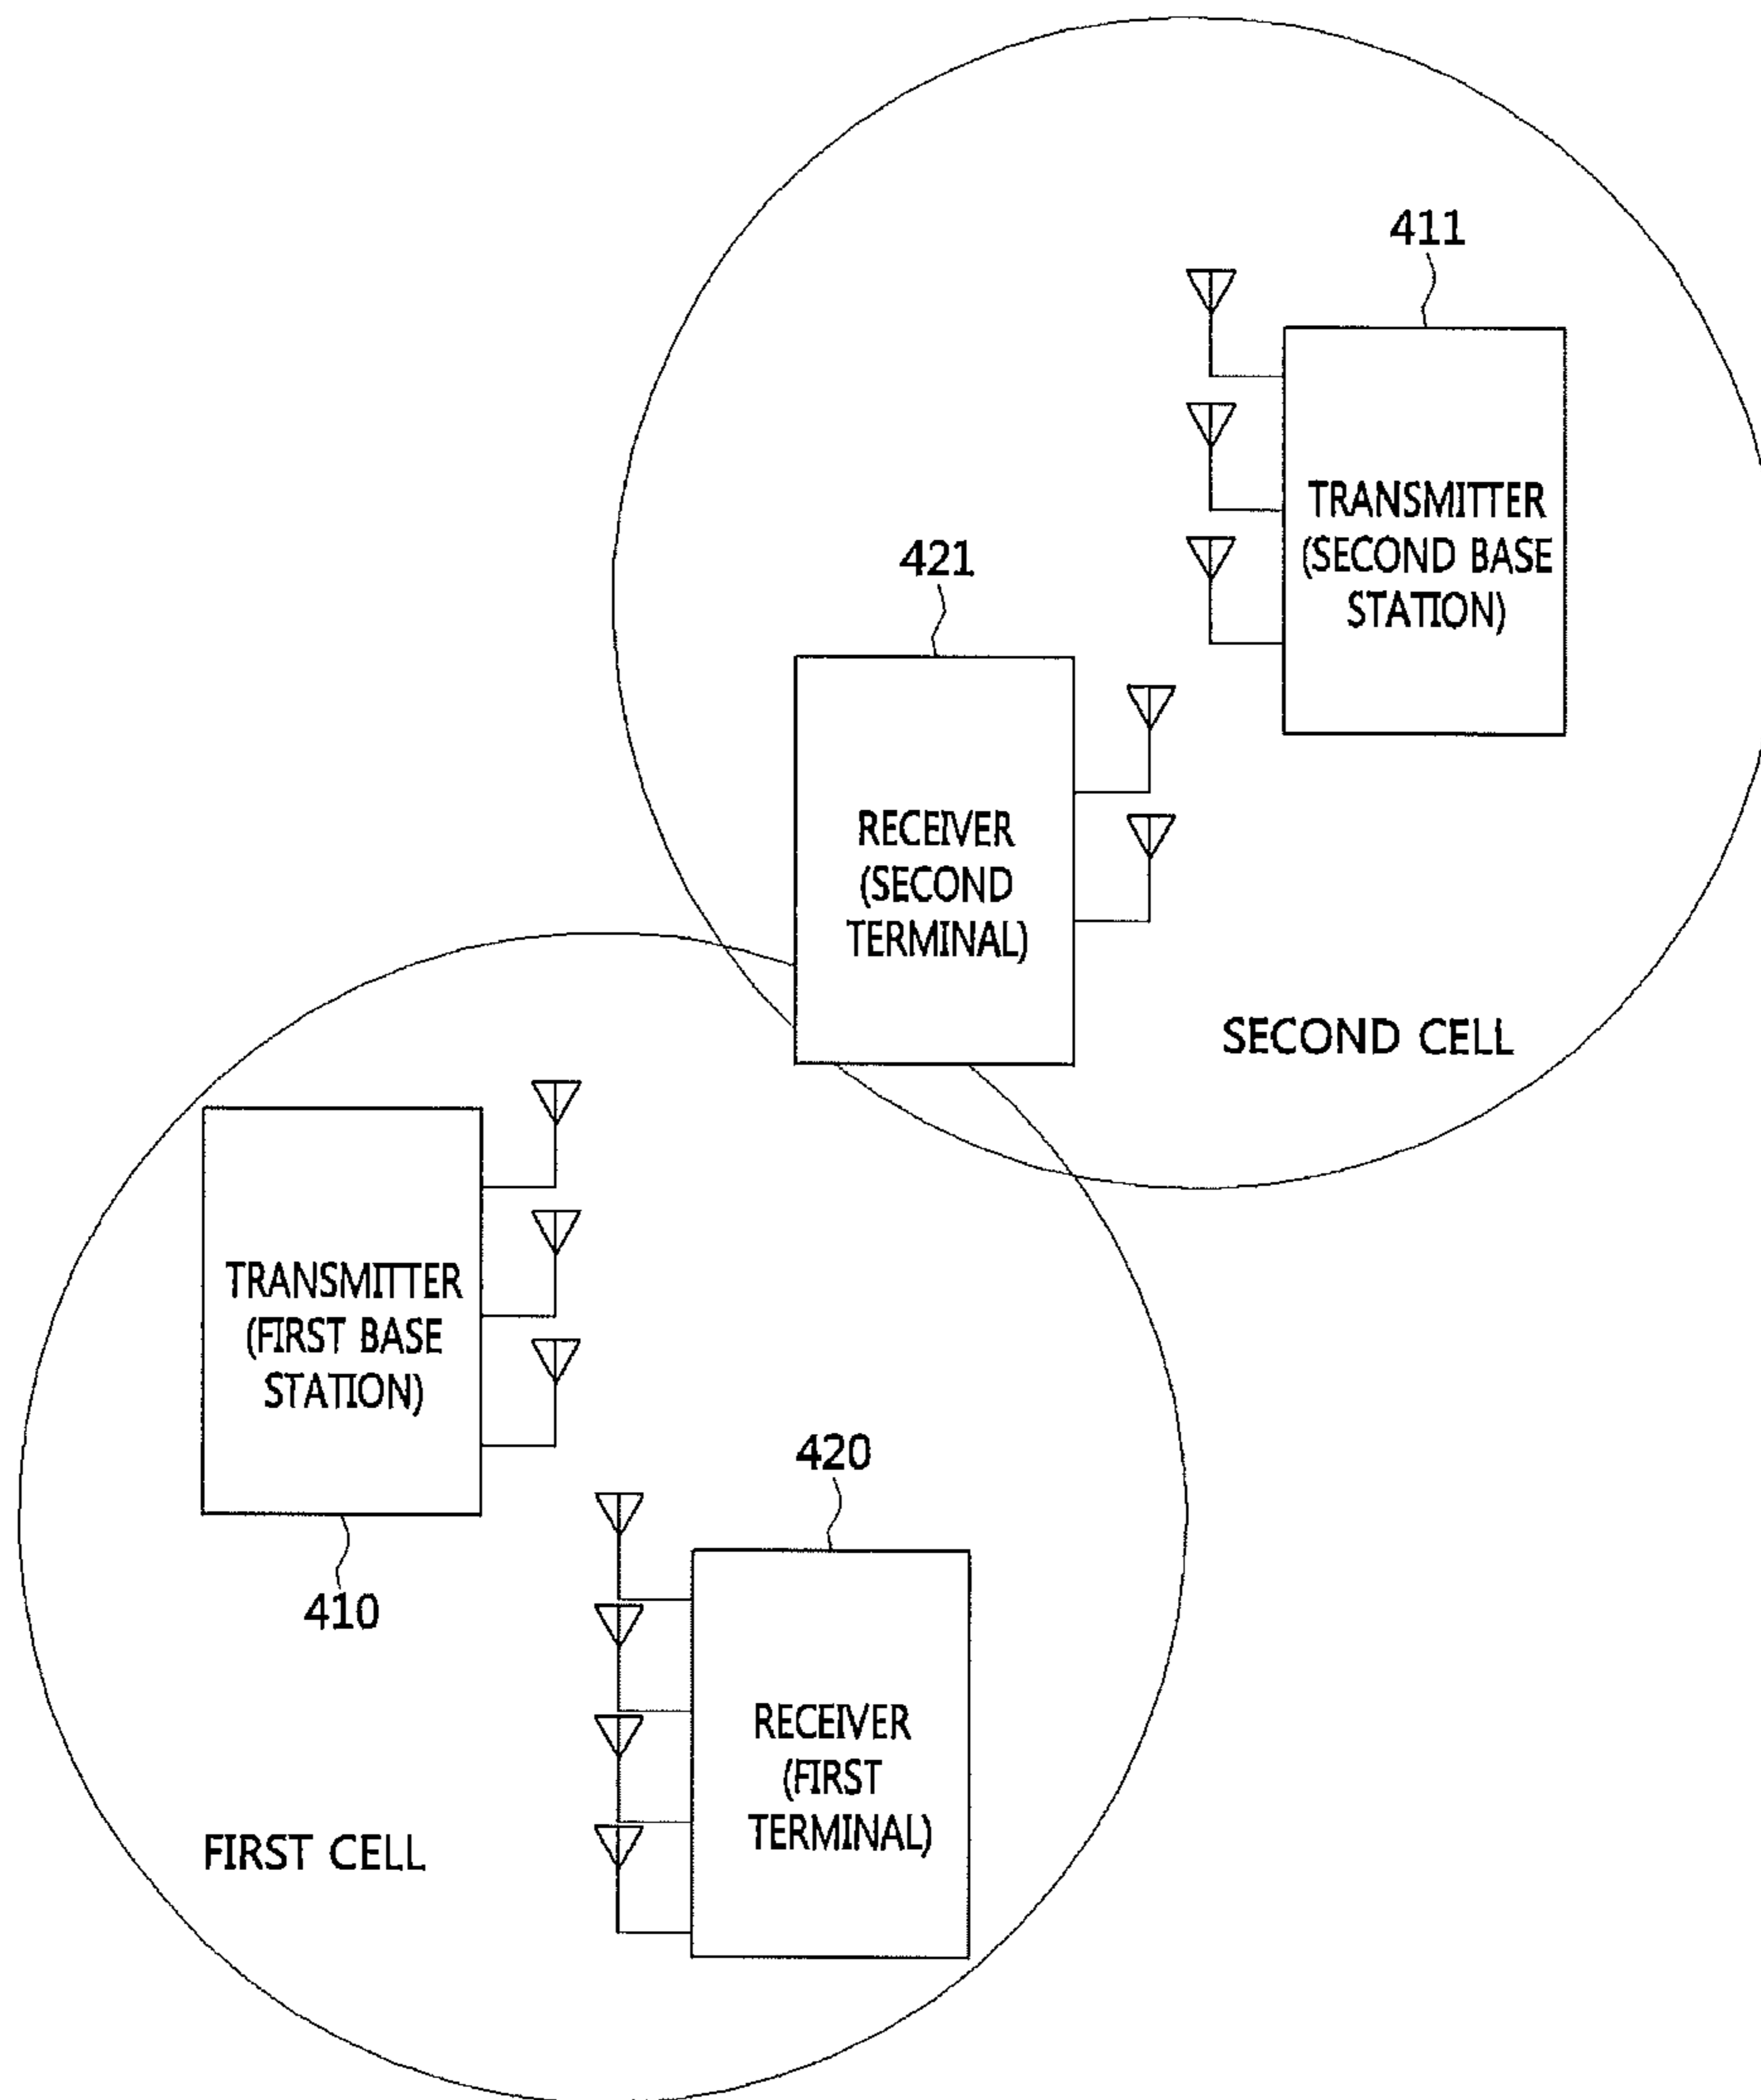 411
TRANSMITTER
(SECOND BASE
STATION)
421
RECEIVER
(SECOND
TERMINAL)
SECOND CELL
TRANSMITTER
(FIRST BASE
STATION)
410
420
RECEIVER
(FIRST
TERMINAL)
FIRST CELL